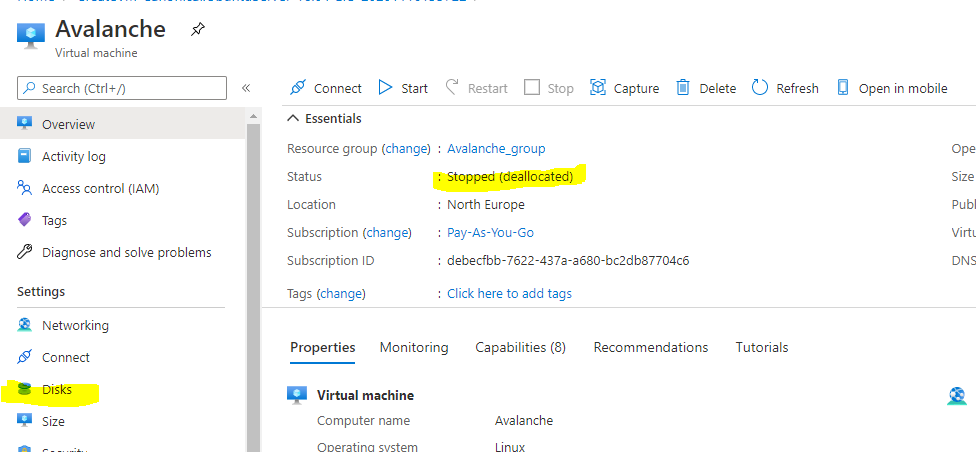 Avalanche
Virtual machine
Search (Ctrl+/)
«
Connect
Start
Restart
Stop
Capture
Delete
Refresh
Open in mobile
Overview
Activity log
Access control (IAM)
Tags
Diagnose and solve problems
Settings
Networking
Connect
Disks
Size
Essentials
Resource group (change) : Avalanche_group
Status : Stopped (deallocated)
Location : North Europe
Subscription (change) : Pay-As-You-Go
Subscription ID : debecfbb-7622-437a-a680-bc2db87704c6
Tags (change) : Click here to add tags
Ope
Size
Publ
Virtu
DNS
Properties
Monitoring
Capabilities (8)
Recommendations
Tutorials
Virtual machine
Computer name Avalanche
Operating system Linux